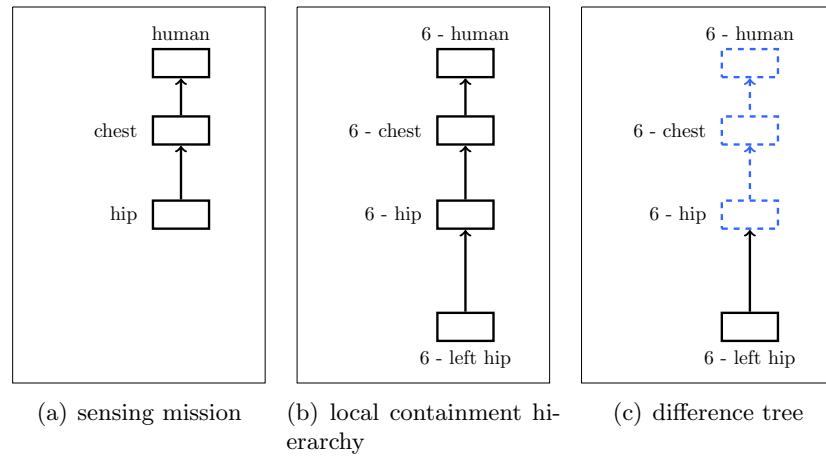 human
chest
hip
(a) sensing mission
6 - human
6 - chest
6 - hip
6 - left hip
(b) local containment hi-
erarchy
6 - human
6 - chest
6 - hip
6 - left hip
(c) difference tree